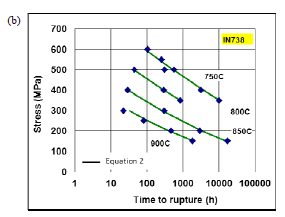 (b)
IN738
Stress (MPa)
700
600
500
400
300
200
100
0
750C
800C
850C
900C
Equation 2
1 10 100 1000 10000 100000
Time to rupture (h)